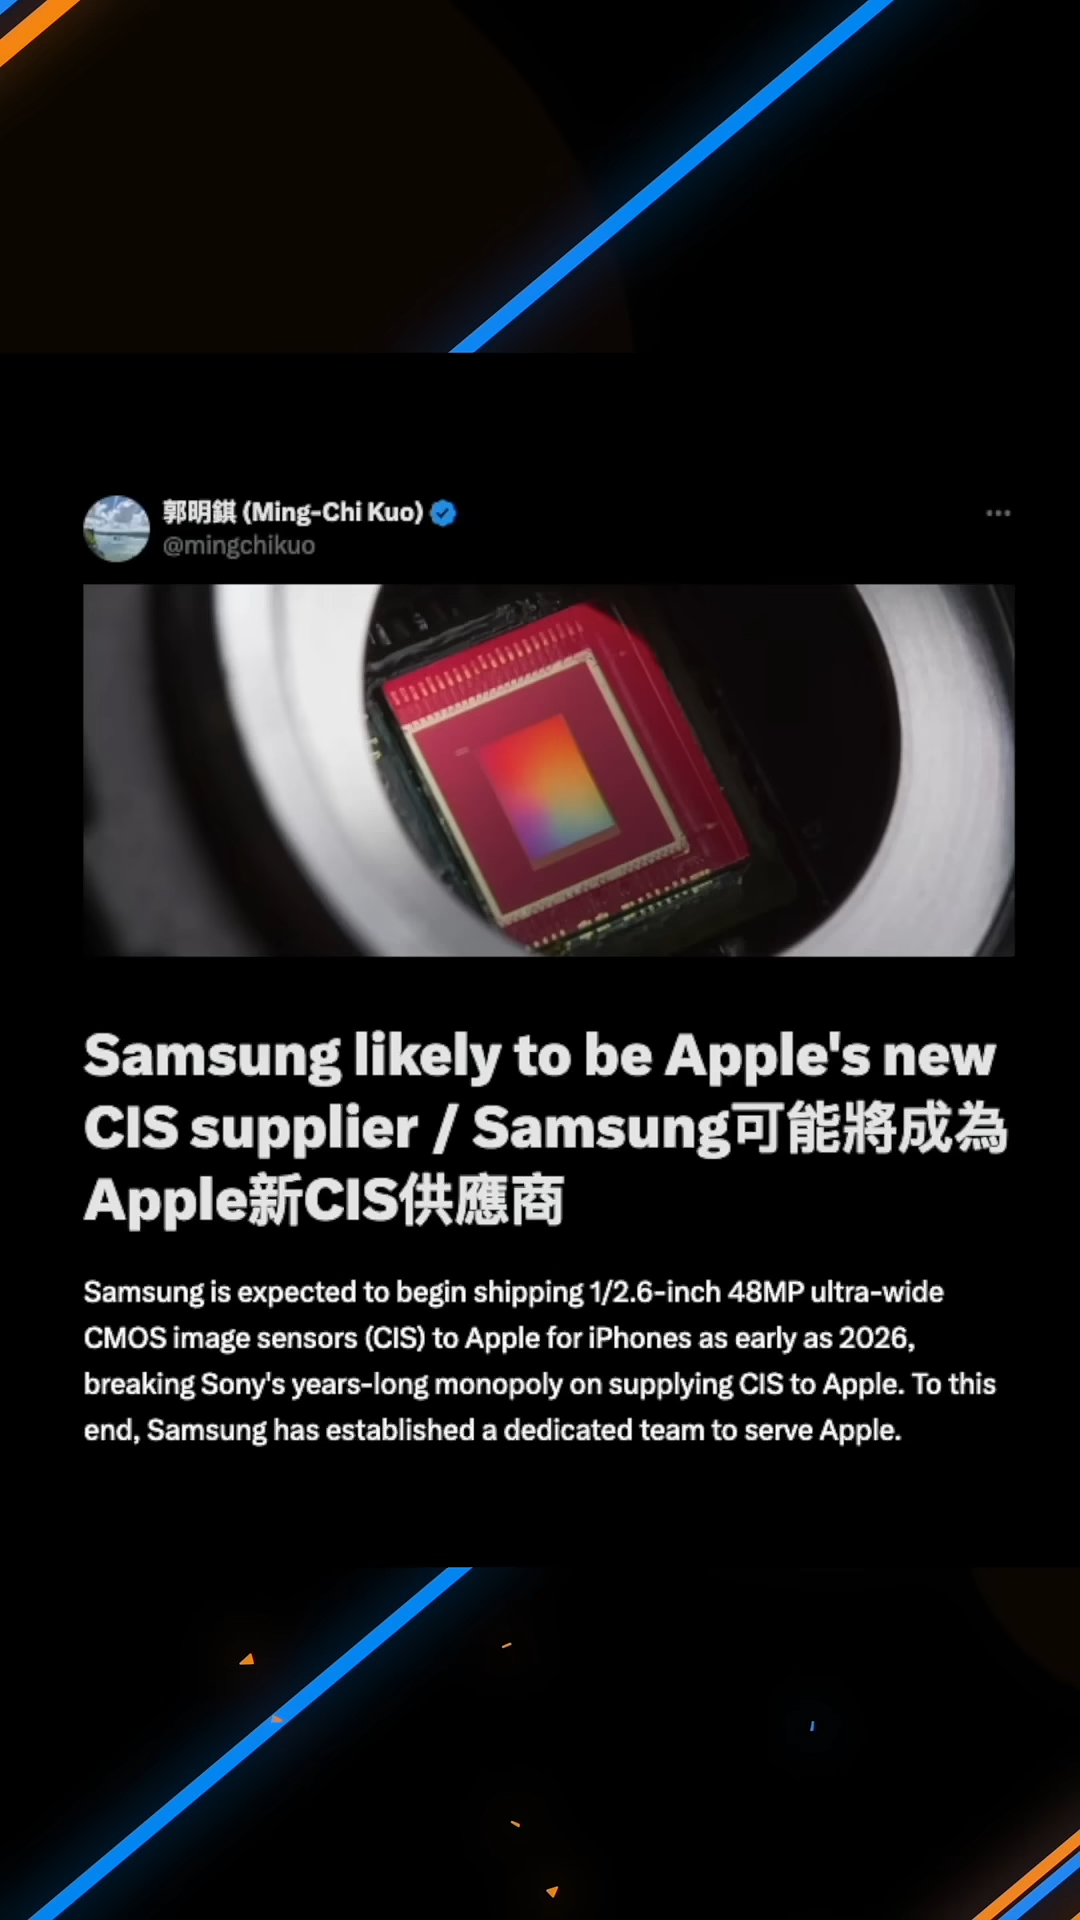 郭明錤 (Ming-Chi Kuo)
@mingchikuo
Samsung likely to be Apple's new
CIS supplier / Samsung可能將成為
Apple新CIS供應商
Samsung is expected to begin shipping 1/2.6-inch 48MP ultra-wide
CMOS image sensors (CIS) to Apple for iPhones as early as 2026,
breaking Sony's years-long monopoly on supplying CIS to Apple. To this
end, Samsung has established a dedicated team to serve Apple.